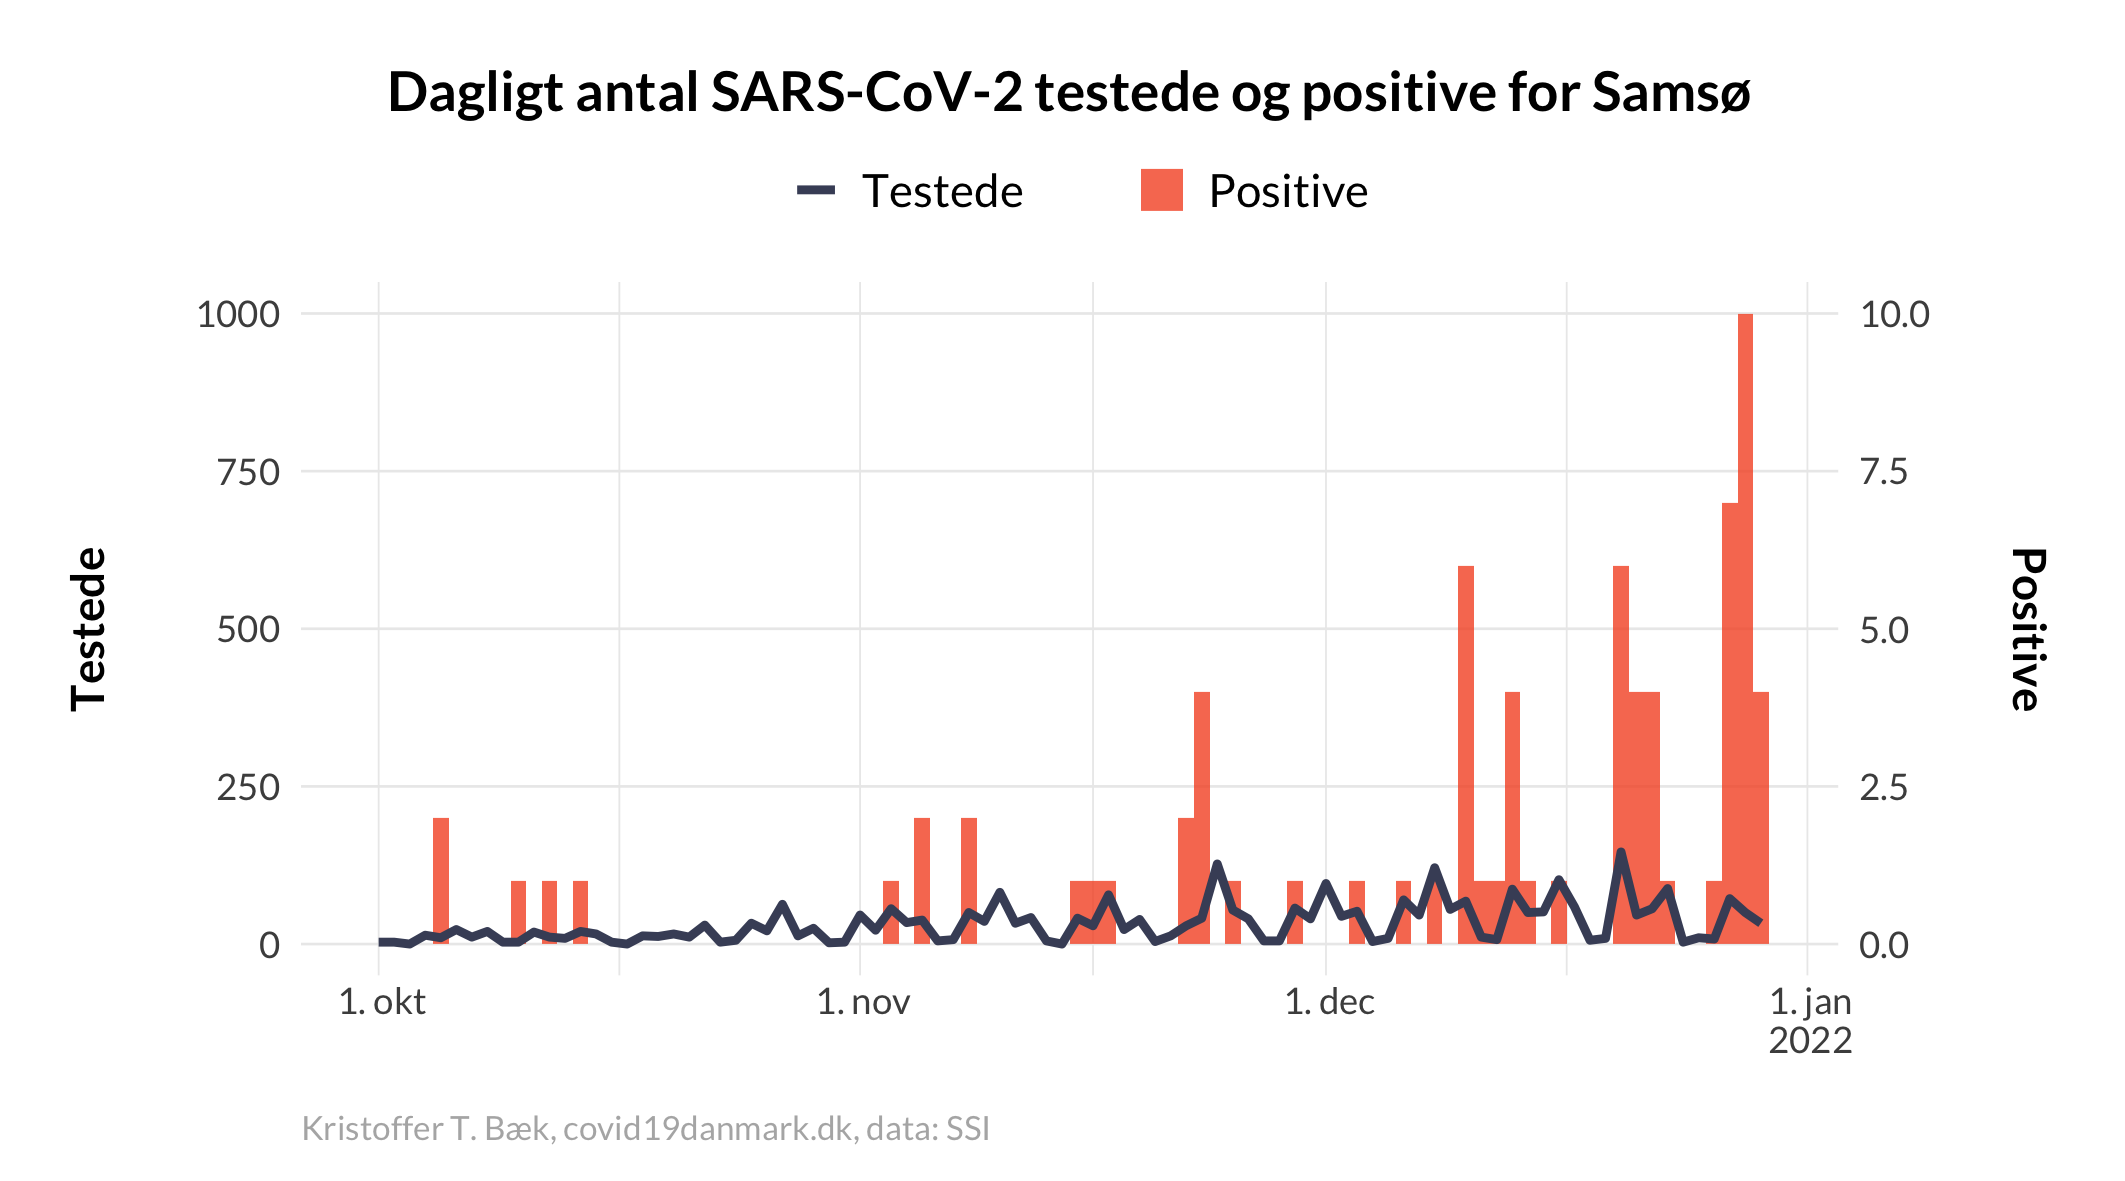 Dagligt antal SARS-CoV-2 testede og positive for Samsø
Testede
Positive
1000
750
500
250
0
10.0
7.5
5.0
2.5
0.0
Testede
Positive
1. okt
1. nov
1. dec
1. jan
2022
Kristoffer T. Bæk, covid19danmark.dk, data: SSI